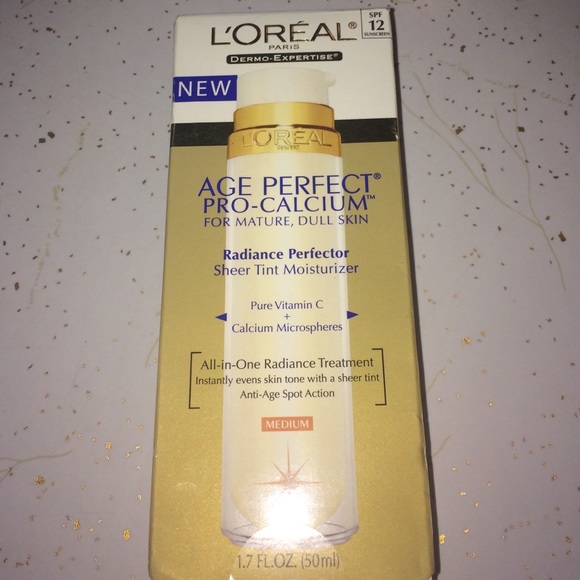 L'ORÉAL®
PARIS
DERMO-EXPERTISE®
SPF
12
SUNSCREEN
NEW
L'ORÉAL
AGE PERFECT®
PRO-CALCIUM™
FOR MATURE, DULL SKIN
Radiance Perfector
Sheer Tint Moisturizer
Pure Vitamin C
+
Calcium Microspheres
All-in-One Radiance Treatment
Instantly evens skin tone with a sheer tint
Anti-Age Spot Action
MEDIUM
1.7 FL.OZ. (50ml)